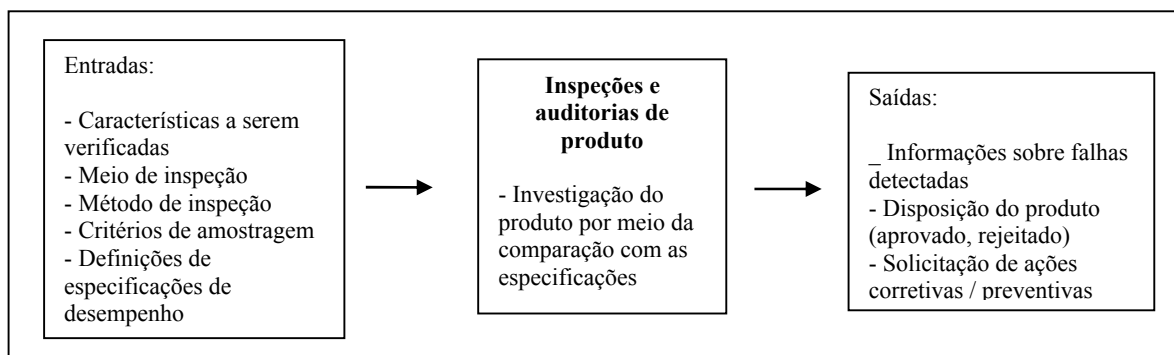 Entradas:
- Características a serem
verificadas
- Meio de inspeção
- Método de inspeção
- Critérios de amostragem
- Definições de
especificações de
desempenho
Inspeções e
auditorias de
produto
- Investigação do
produto por meio da
comparação com as
especificações
Saídas:
_ Informações sobre falhas
detectadas
- Disposição do produto
(aprovado, rejeitado)
- Solicitação de ações
corretivas / preventivas